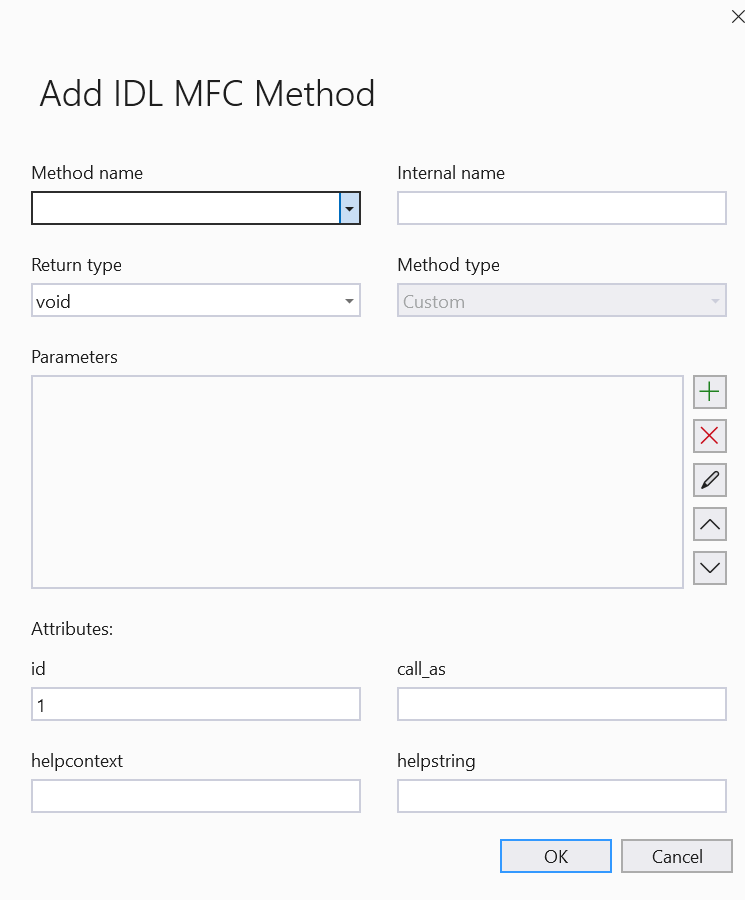 Add IDL MFC Method
Method name
Internal name
Return type
Method type
void
Custom
Parameters
Attributes:
id
call_as
1
helpcontext
helpstring
OK
Cancel